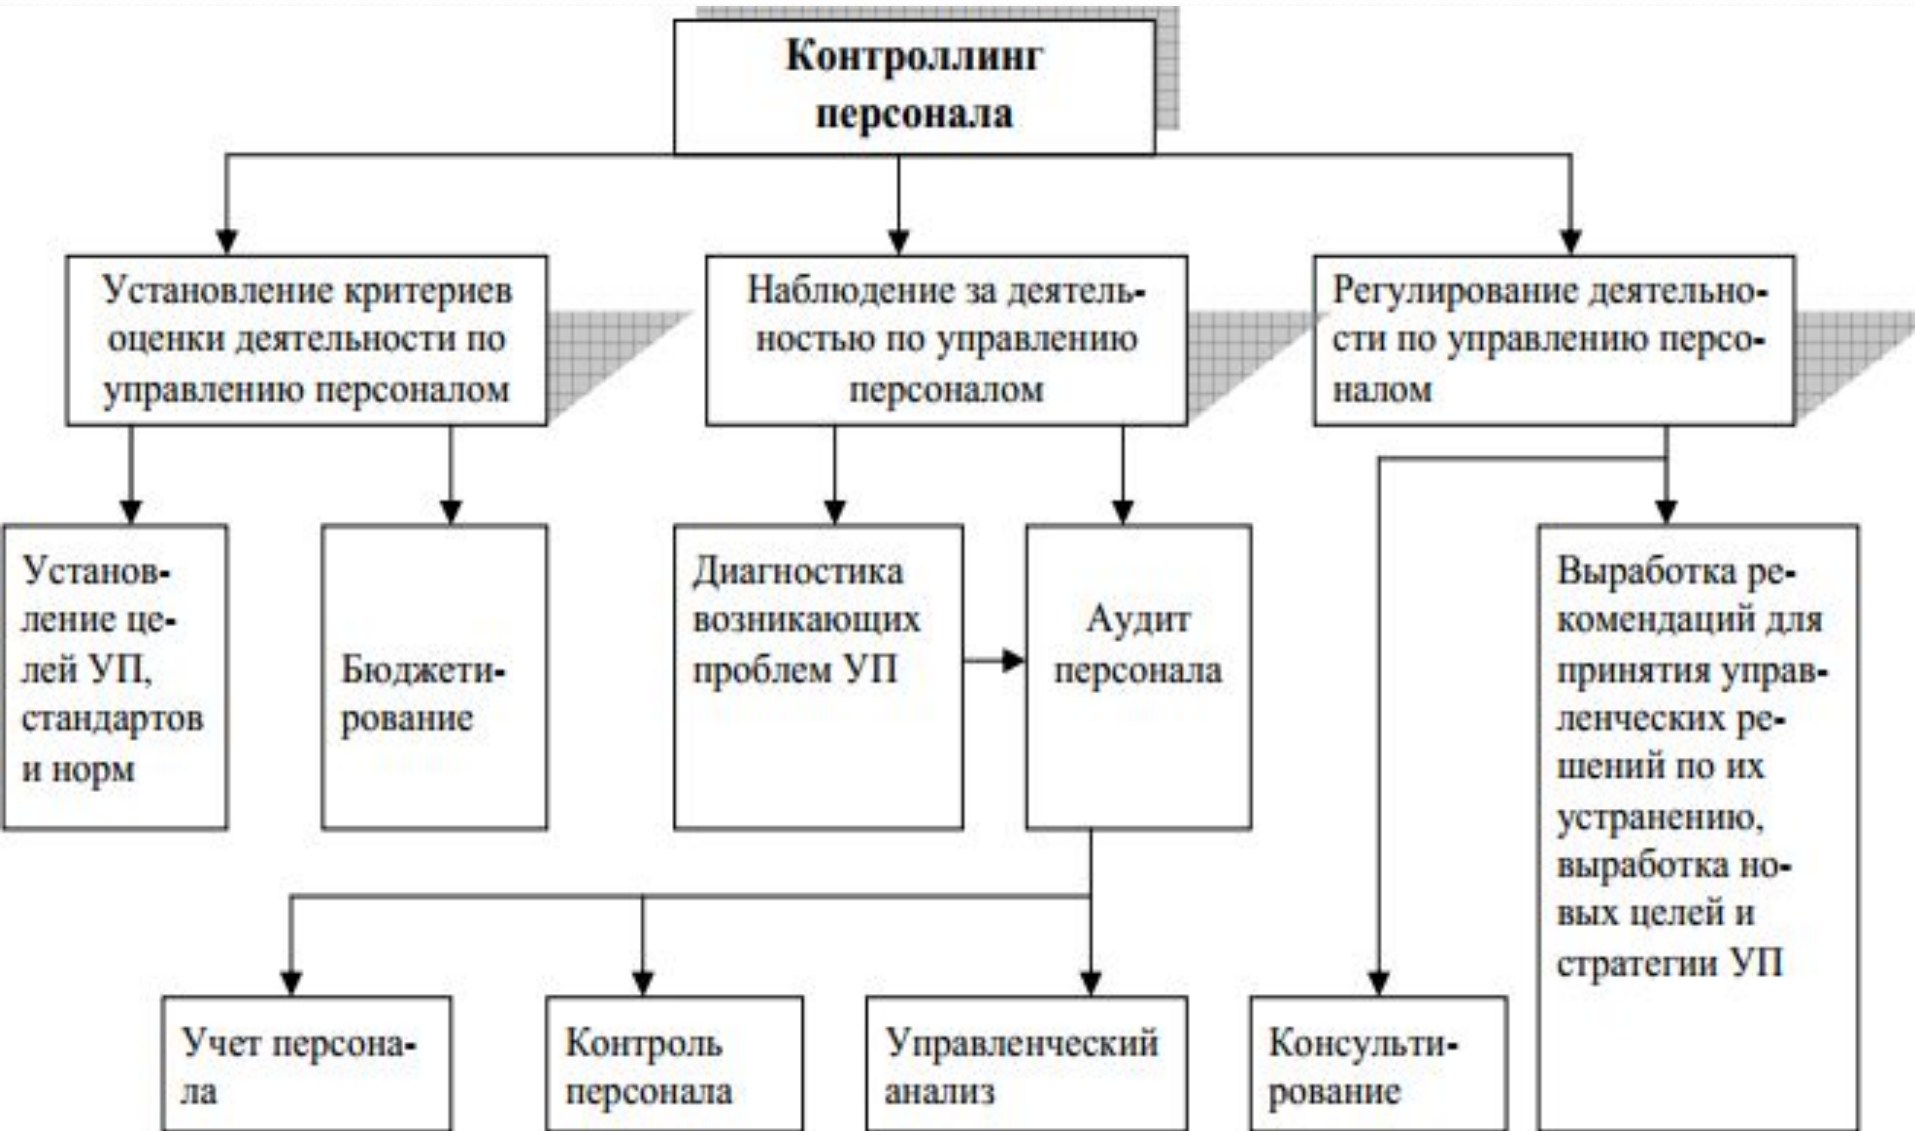 Контроллинг
персонала
Установление критериев
оценки деятельности по
управлению персоналом
Наблюдение за деятель-
ностью по управлению
персоналом
Регулирование деятельно-
сти по управлению персо-
налом
Установ-
ление це-
лей УП,
стандартов
и норм
Бюджети-
рование
Диагностика
возникающих
проблем УП
Аудит
персонала
Выработка ре-
комендаций для
принятия управ-
ленческих ре-
шений по их
устранению,
выработка но-
вых целей и
стратегии УП
Учет персона-
ла
Контроль
персонала
Управленческий
анализ
Консульти-
рование